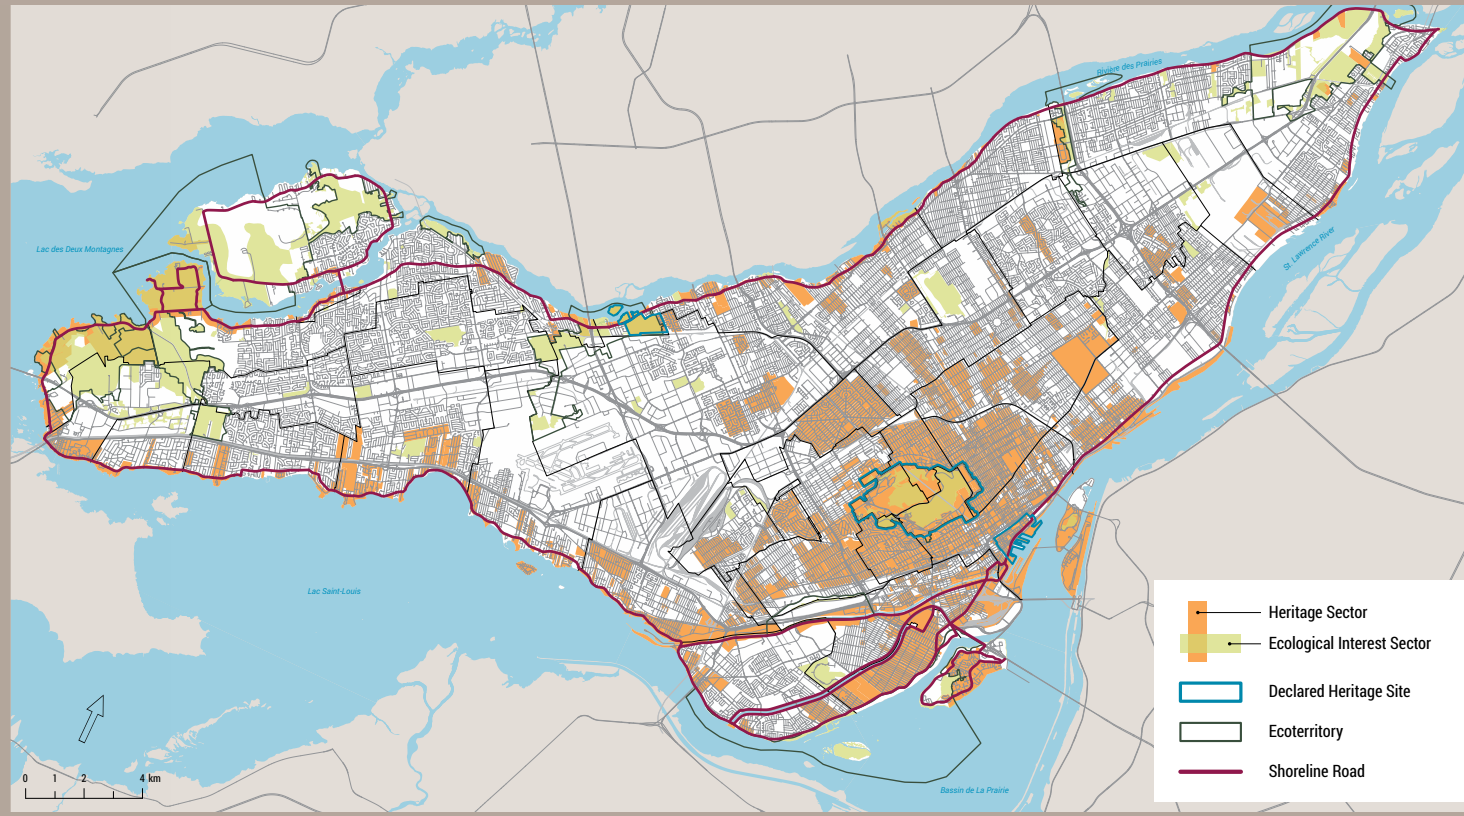 Rivière des Prairies
Lac des Deux Montagnes
St. Lawrence River
Lac Saint-Louis
Heritage Sector
Ecological Interest Sector
Declared Heritage Site
Ecoterritory
Shoreline Road
0 1 2 4 km
Bassin de La Prairie